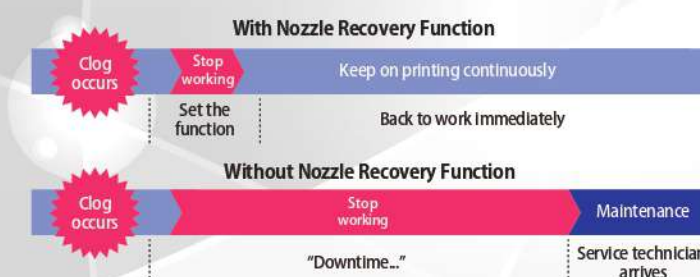 With Nozzle Recovery Function
Clog
occurs
Stop
working
Keep on printing continuously
Set the
function
Back to work immediately
Without Nozzle Recovery Function
Clog
occurs
Stop
working
Maintenance
"Downtime..."
Service technician
arrives